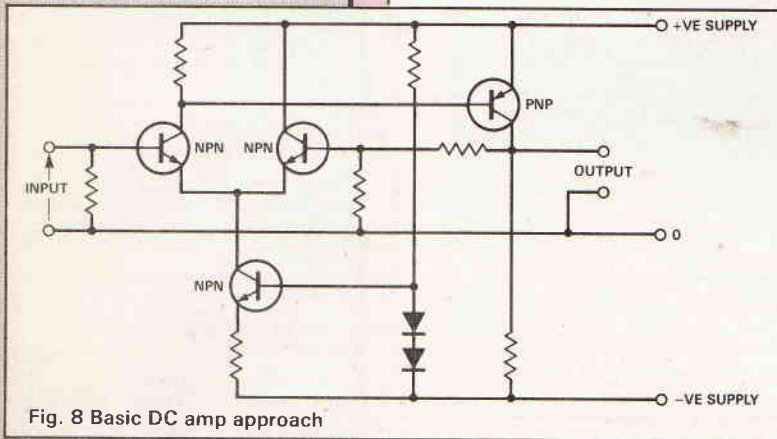 +VE SUPPLY
PNP
NPN
NPN
INPUT
OUTPUT
0
NPN
–VE SUPPLY
Fig. 8 Basic DC amp approach